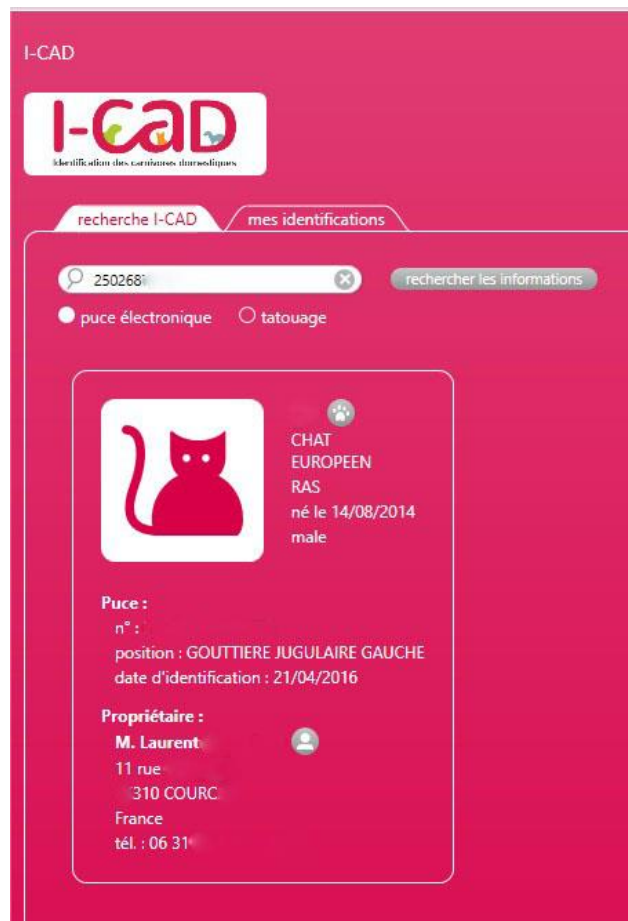 I-CAD
I-CAD
Identification des carnivores domestiques
recherche I-CAD
mes identifications
250268
rechercher les informations
puce électronique
tatouage
CHAT
EUROPEEN
RAS
né le 14/08/2014
male
Puce :
n° :
position : GOUTTIERE JUGULAIRE GAUCHE
date d'identification : 21/04/2016
Propriétaire :
M. Laurent
11 rue
310 COURC
France
tél. : 06 31